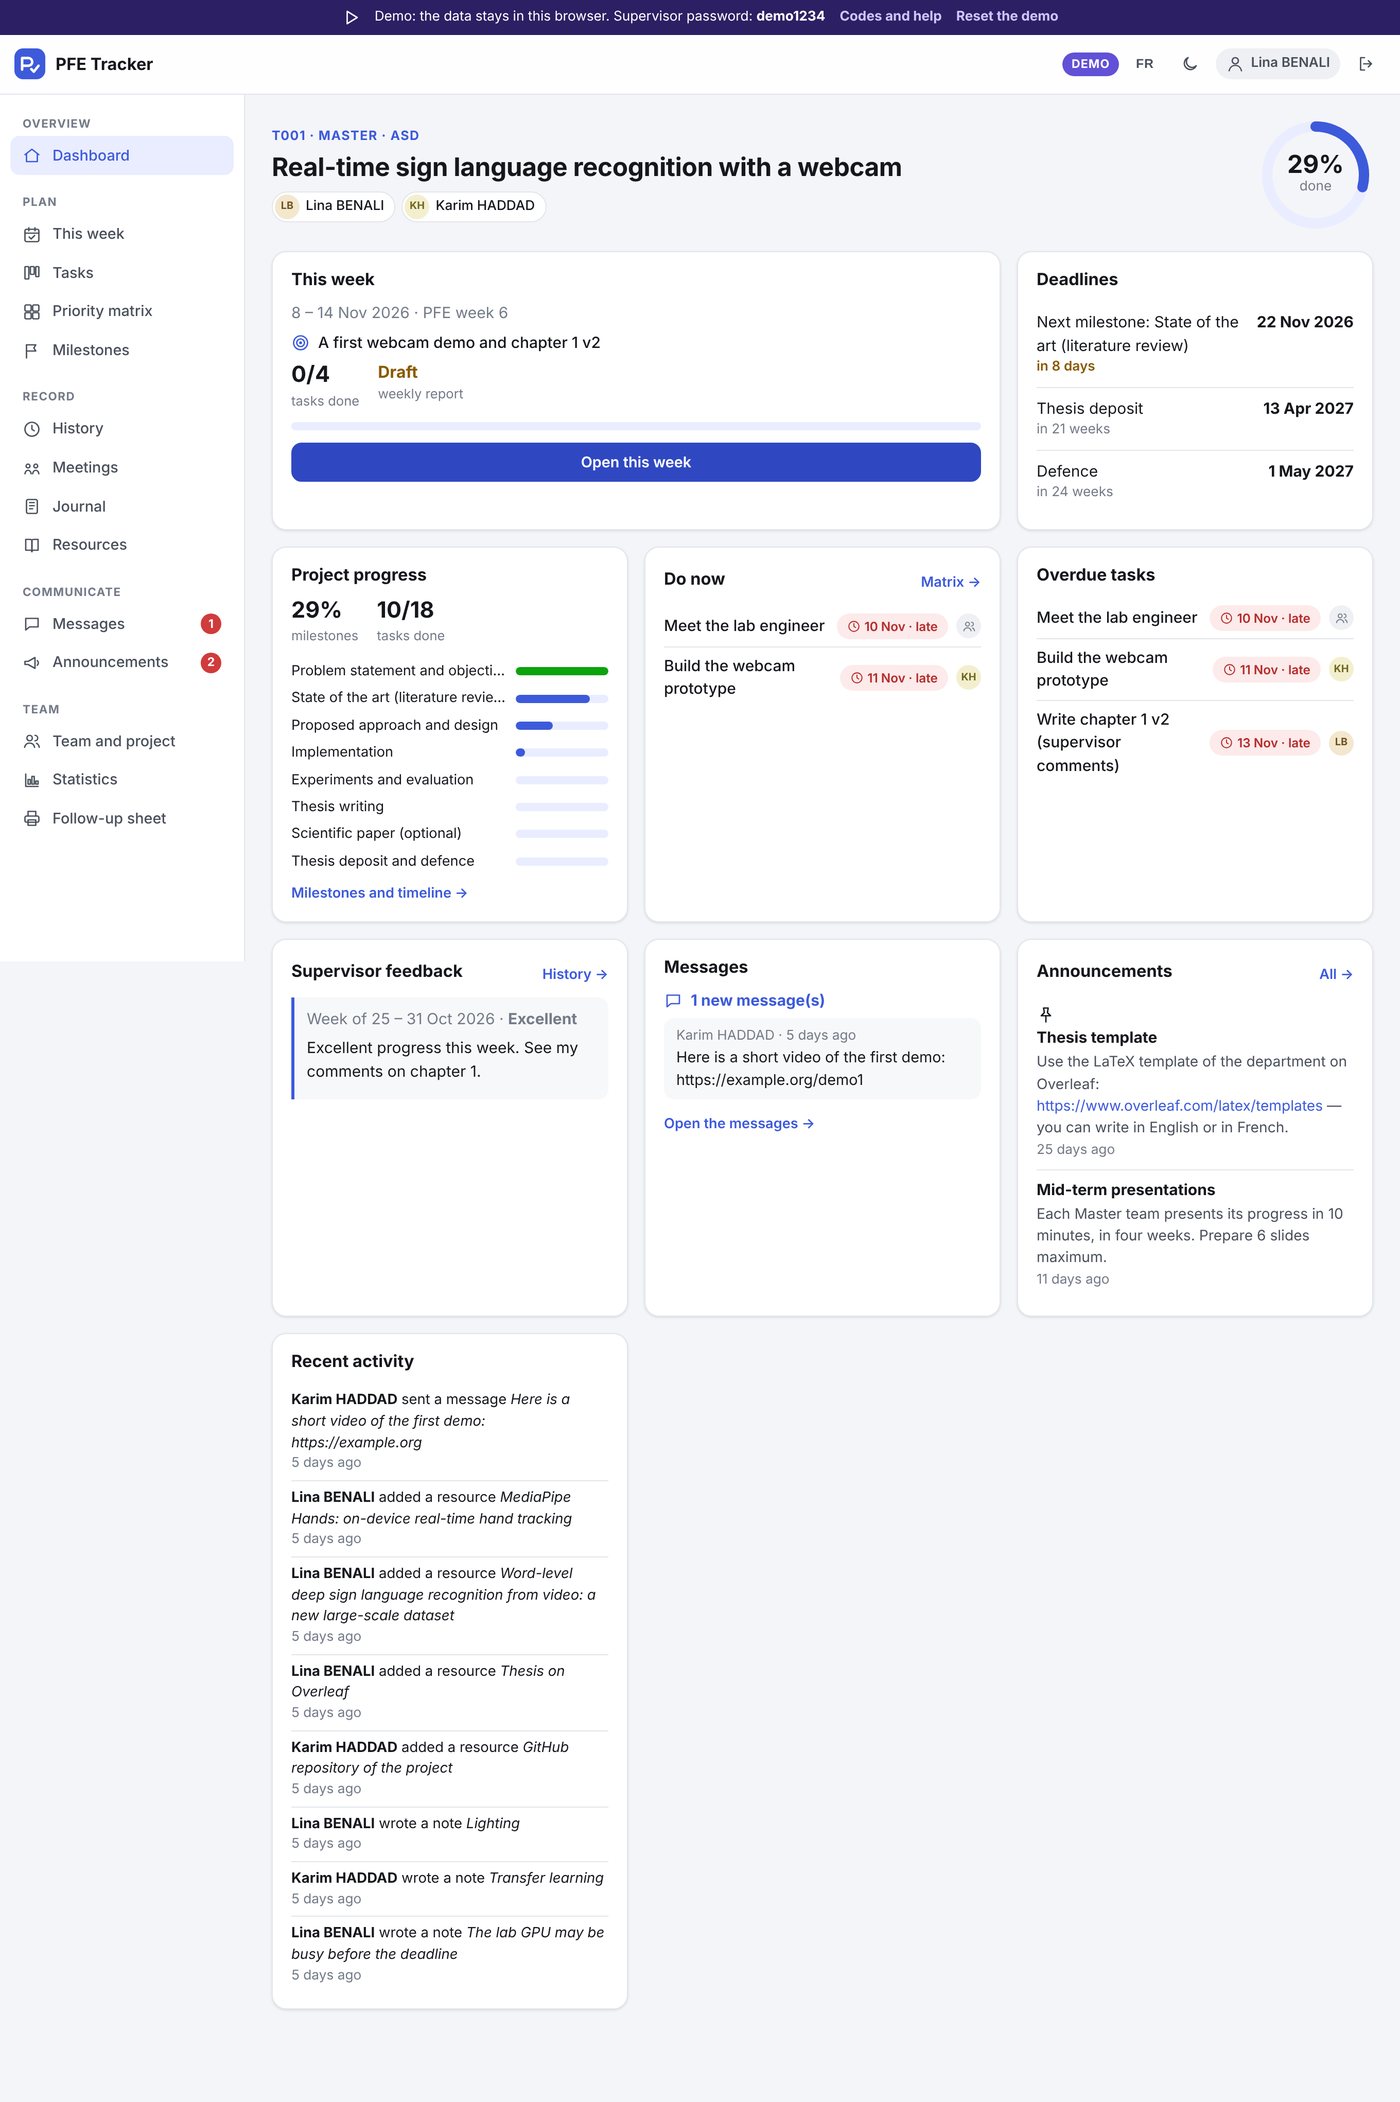 Demo: the data stays in this browser. Supervisor password: demo1234 Codes and help Reset the demo
PFE Tracker
DEMO FR Lina BENALI
OVERVIEW
Dashboard
PLAN
This week
Tasks
Priority matrix
Milestones
RECORD
History
Meetings
Journal
Resources
COMMUNICATE
Messages 1
Announcements 2
TEAM
Team and project
Statistics
Follow-up sheet
T001 · MASTER · ASD
Real-time sign language recognition with a webcam
LB Lina BENALI KH Karim HADDAD
29%
done
This week
8 – 14 Nov 2026 · PFE week 6
A first webcam demo and chapter 1 v2
0/4 Draft
tasks done weekly report
Open this week
Deadlines
Next milestone: State of the art (literature review) 22 Nov 2026
in 8 days
Thesis deposit 13 Apr 2027
in 21 weeks
Defence 1 May 2027
in 24 weeks
Project progress
29% 10/18
milestones tasks done
Problem statement and objecti...
State of the art (literature revie...
Proposed approach and design
Implementation
Experiments and evaluation
Thesis writing
Scientific paper (optional)
Thesis deposit and defence
Milestones and timeline →
Do now Matrix →
Meet the lab engineer 10 Nov · late
Build the webcam
prototype 11 Nov · late KH
Overdue tasks
Meet the lab engineer 10 Nov · late
Build the webcam
prototype 11 Nov · late KH
Write chapter 1 v2
(supervisor 13 Nov · late LB
comments)
Supervisor feedback History →
Week of 25 – 31 Oct 2026 · Excellent
Excellent progress this week. See my
comments on chapter 1.
Messages
1 new message(s)
Karim HADDAD · 5 days ago
Here is a short video of the first demo:
https://example.org/demo1
Open the messages →
Announcements All →
Thesis template
Use the LaTeX template of the department on
Overleaf:
https://www.overleaf.com/latex/templates —
you can write in English or in French.
25 days ago
Mid-term presentations
Each Master team presents its progress in 10
minutes, in four weeks. Prepare 6 slides
maximum.
11 days ago
Recent activity
Karim HADDAD sent a message Here is a
short video of the first demo:
https://example.org
5 days ago
Lina BENALI added a resource MediaPipe
Hands: on-device real-time hand tracking
5 days ago
Lina BENALI added a resource Word-level
deep sign language recognition from video: a
new large-scale dataset
5 days ago
Lina BENALI added a resource Thesis on
Overleaf
5 days ago
Karim HADDAD added a resource GitHub
repository of the project
5 days ago
Lina BENALI wrote a note Lighting
5 days ago
Karim HADDAD wrote a note Transfer learning
5 days ago
Lina BENALI wrote a note The lab GPU may be
busy before the deadline
5 days ago